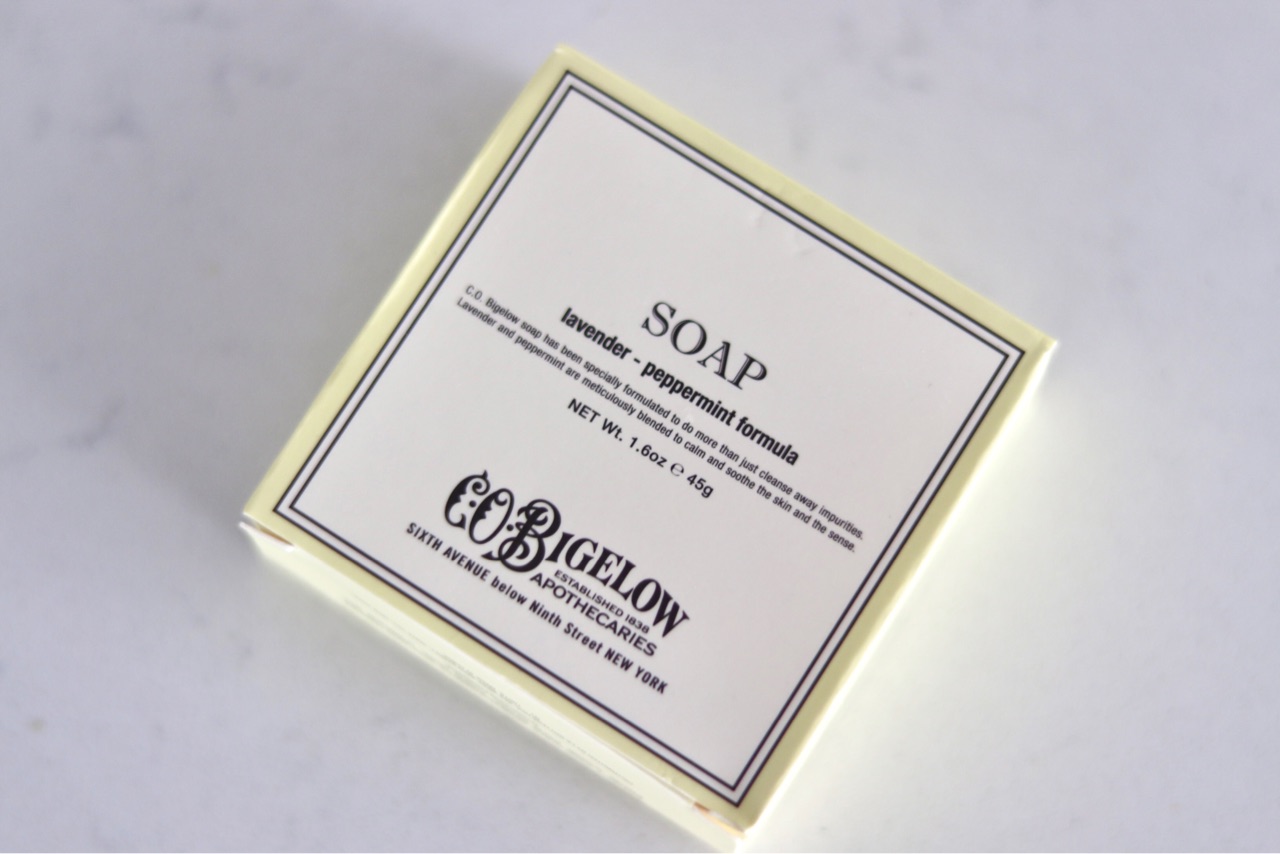 SOAP
lavender - peppermint formula
C.O. Bigelow soap has been specially formulated to do more than just cleanse away impurities.
Lavender and peppermint are meticulously blended to calm and soothe the skin and the sense.
NET Wt. 1.6oz ℮ 45g
C.O. BIGELOW
ESTABLISHED 1838
APOTHECARIES
SIXTH AVENUE below Ninth Street NEW YORK